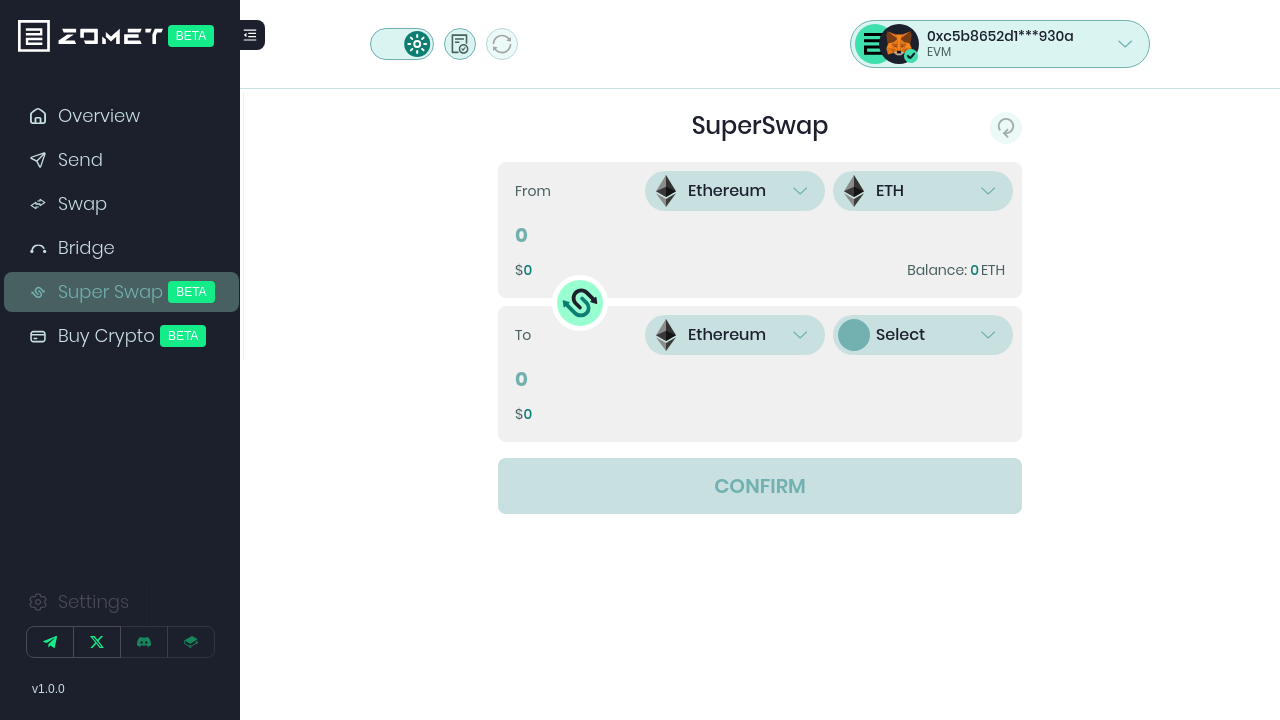 ZOMET BETA
Overview
Send
Swap
Bridge
Super Swap BETA
Buy Crypto BETA
Settings
v1.0.0
0xc5b8652d1***930a
EVM
SuperSwap
From
Ethereum
ETH
0
$0
Balance: 0 ETH
To
Ethereum
Select
0
$0
CONFIRM